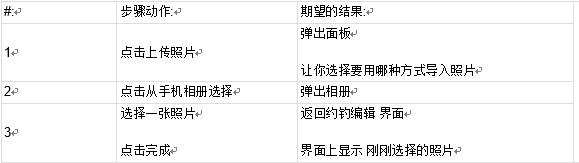 #: 步骤动作: 期望的结果:
1 点击上传照片 弹出面板
让你选择要用哪种方式导入照片
2 点击从手机相册选择 弹出相册
3 选择一张照片 返回约钓编辑 界面
点击完成 界面上显示 刚刚选择的照片